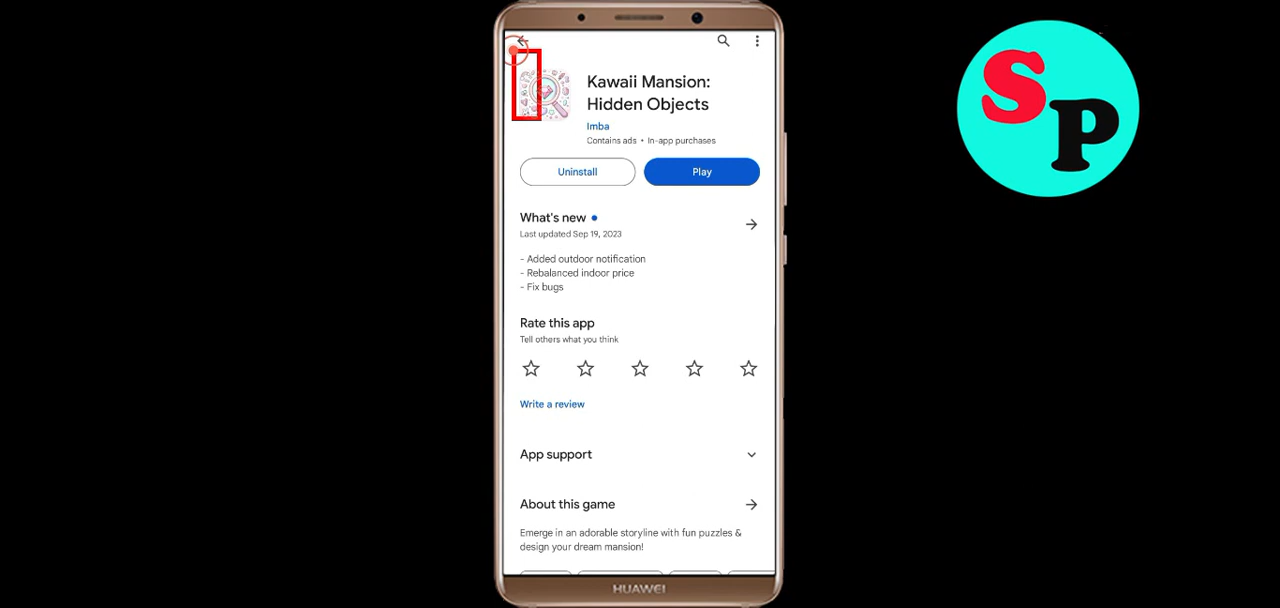 Kawaii Mansion:
Hidden Objects
Imba
Contains ads • In-app purchases
Uninstall
Play
What's new
Last updated Sep 19, 2023
- Added outdoor notification
- Rebalanced indoor price
- Fix bugs
Rate this app
Tell others what you think
Write a review
App support
About this game
Emerge in an adorable storyline with fun puzzles &
design your dream mansion!
HUAWEI
SP